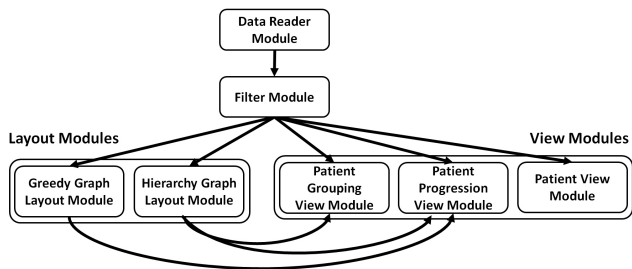 Data Reader
Module
Filter Module
Layout Modules
View Modules
Greedy Graph
Layout Module
Hierarchy Graph
Layout Module
Patient
Grouping
View Module
Patient
Progression
View Module
Patient View
Module